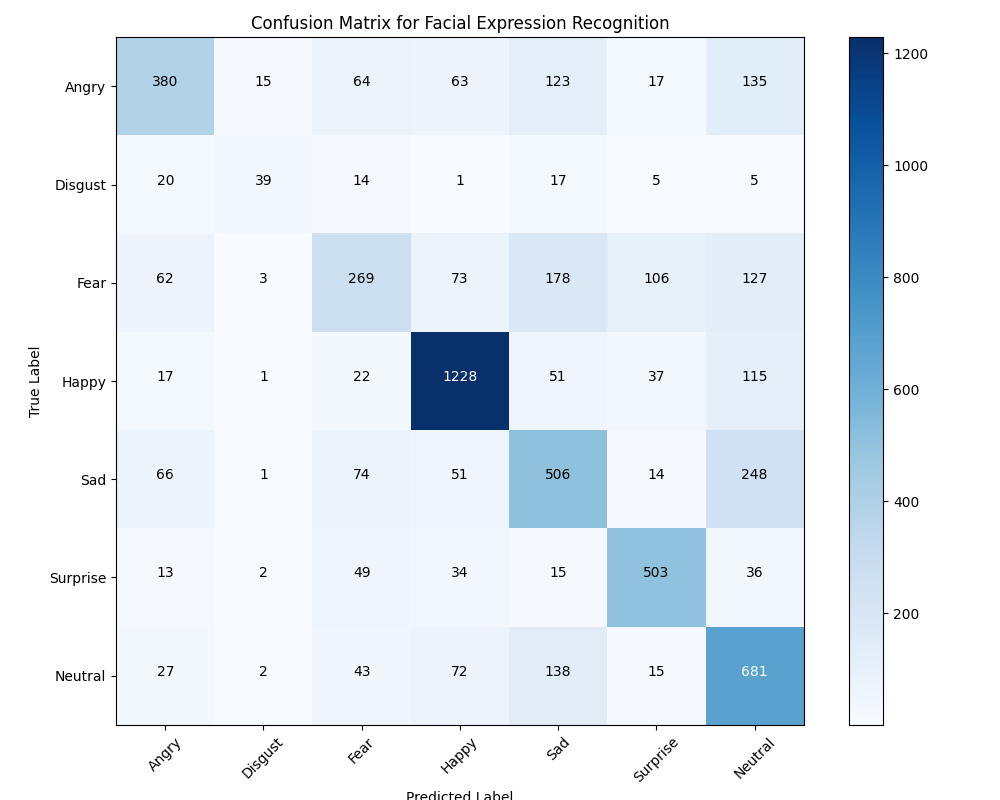 Confusion Matrix for Facial Expression Recognition
Angry 380 15 64 63 123 17 135
Disgust 20 39 14 1 17 5 5
Fear 62 3 269 73 178 106 127
Happy 17 1 22 1228 51 37 115
Sad 66 1 74 51 506 14 248
Surprise 13 2 49 34 15 503 36
Neutral 27 2 43 72 138 15 681
True Label
Angry Disgust Fear Happy Sad Surprise Neutral
Predicted Label
1200
1000
800
600
400
200